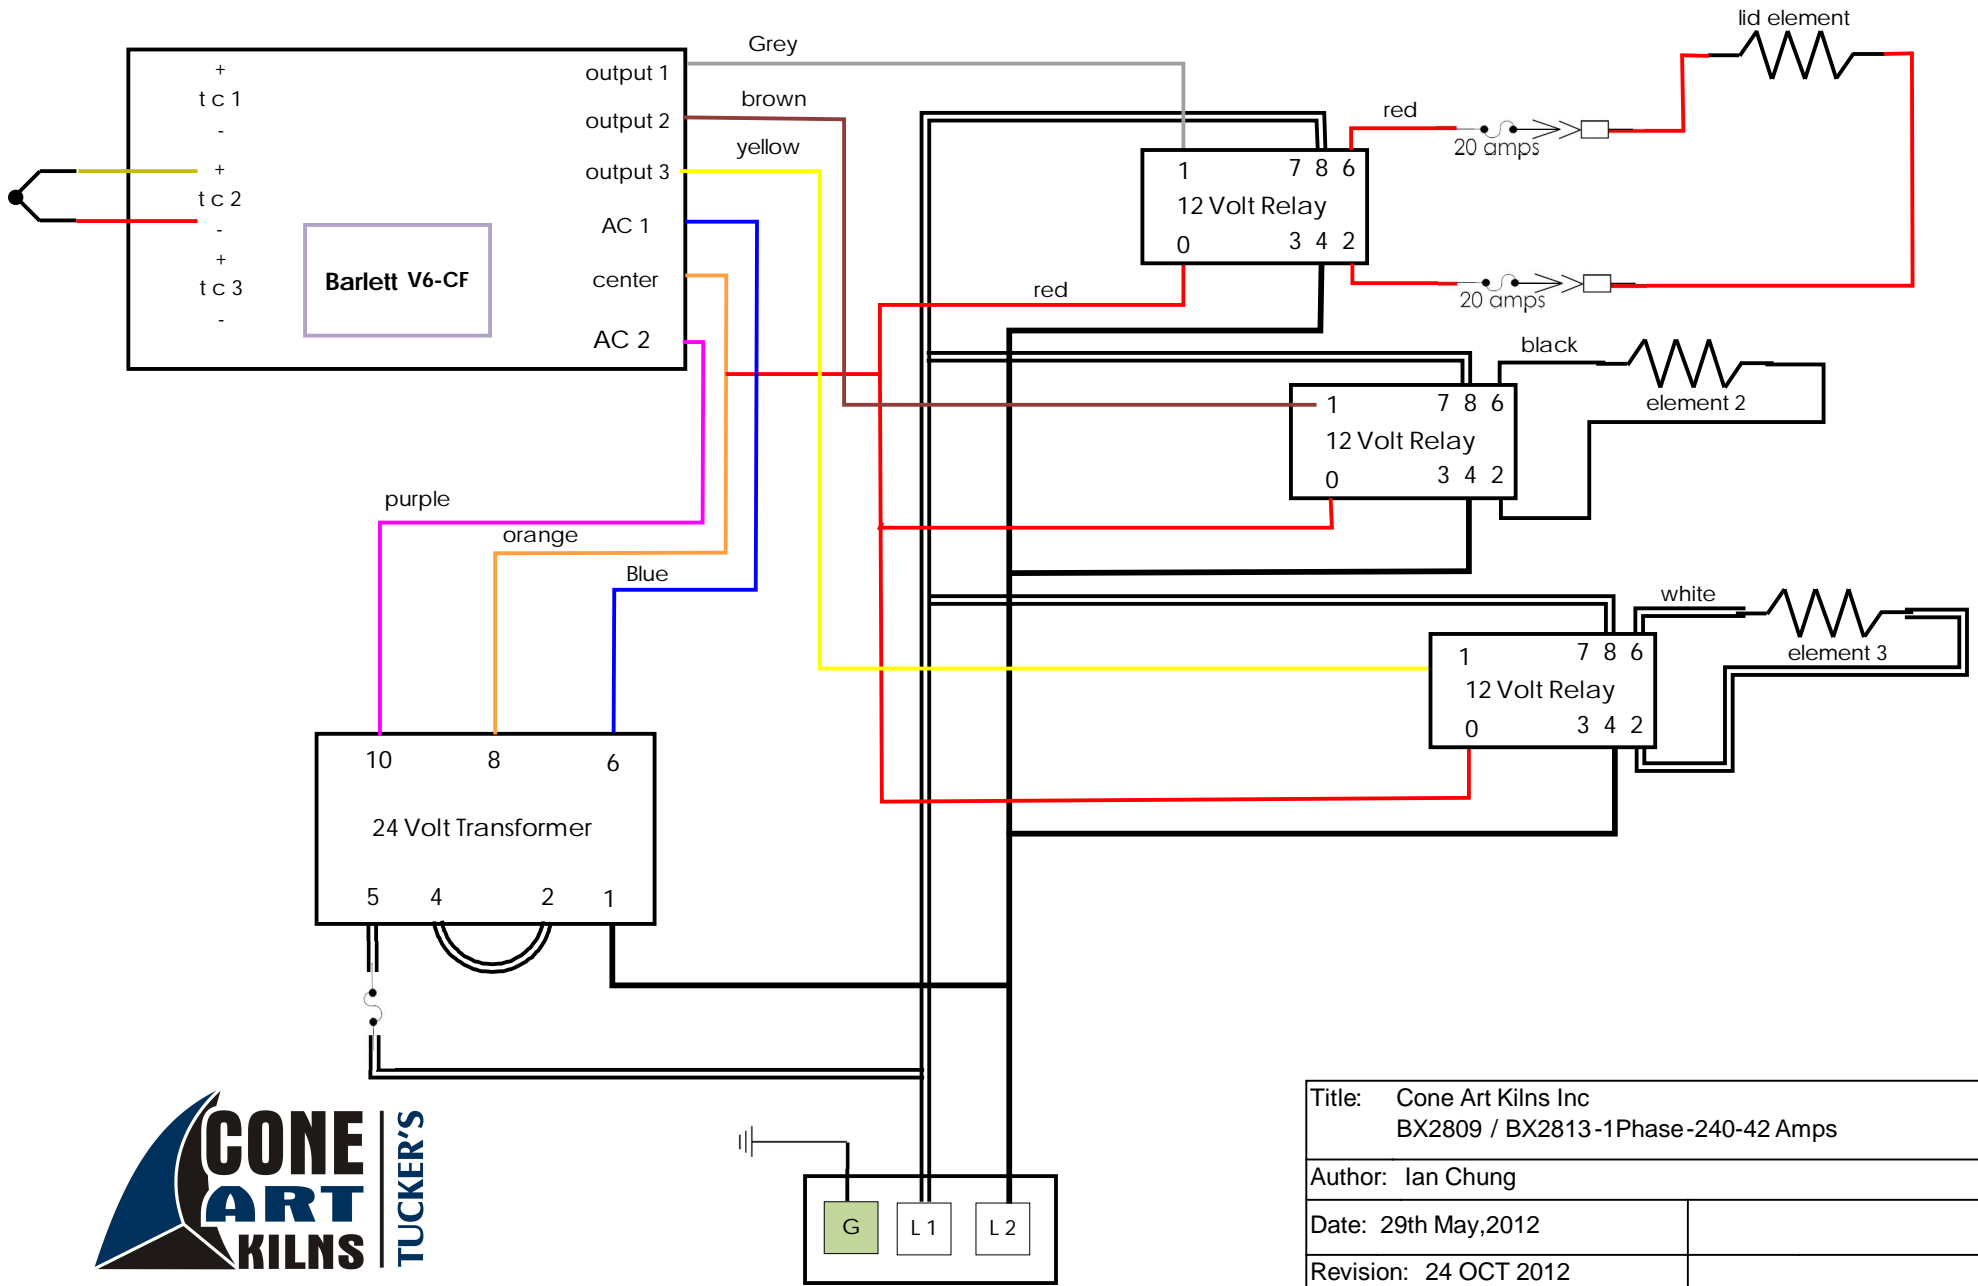 lid element
Grey
output 1
+
t c 1
-
brown
output 2
red
20 amps
yellow
output 3
+
t c 2
-
1 7 8 6
12 Volt Relay
0 3 4 2
AC 1
+
t c 3
-
Barlett V6-CF
center
red
20 amps
AC 2
black
element 2
1 7 8 6
12 Volt Relay
0 3 4 2
purple
orange
Blue
white
element 3
1 7 8 6
12 Volt Relay
0 3 4 2
10 8 6
24 Volt Transformer
5 4 2 1
CONE
ART
KILNS
TUCKER'S
G L 1 L 2
Title: Cone Art Kilns Inc
BX2809 / BX2813-1Phase-240-42 Amps
Author: Ian Chung
Date: 29th May,2012
Revision: 24 OCT 2012